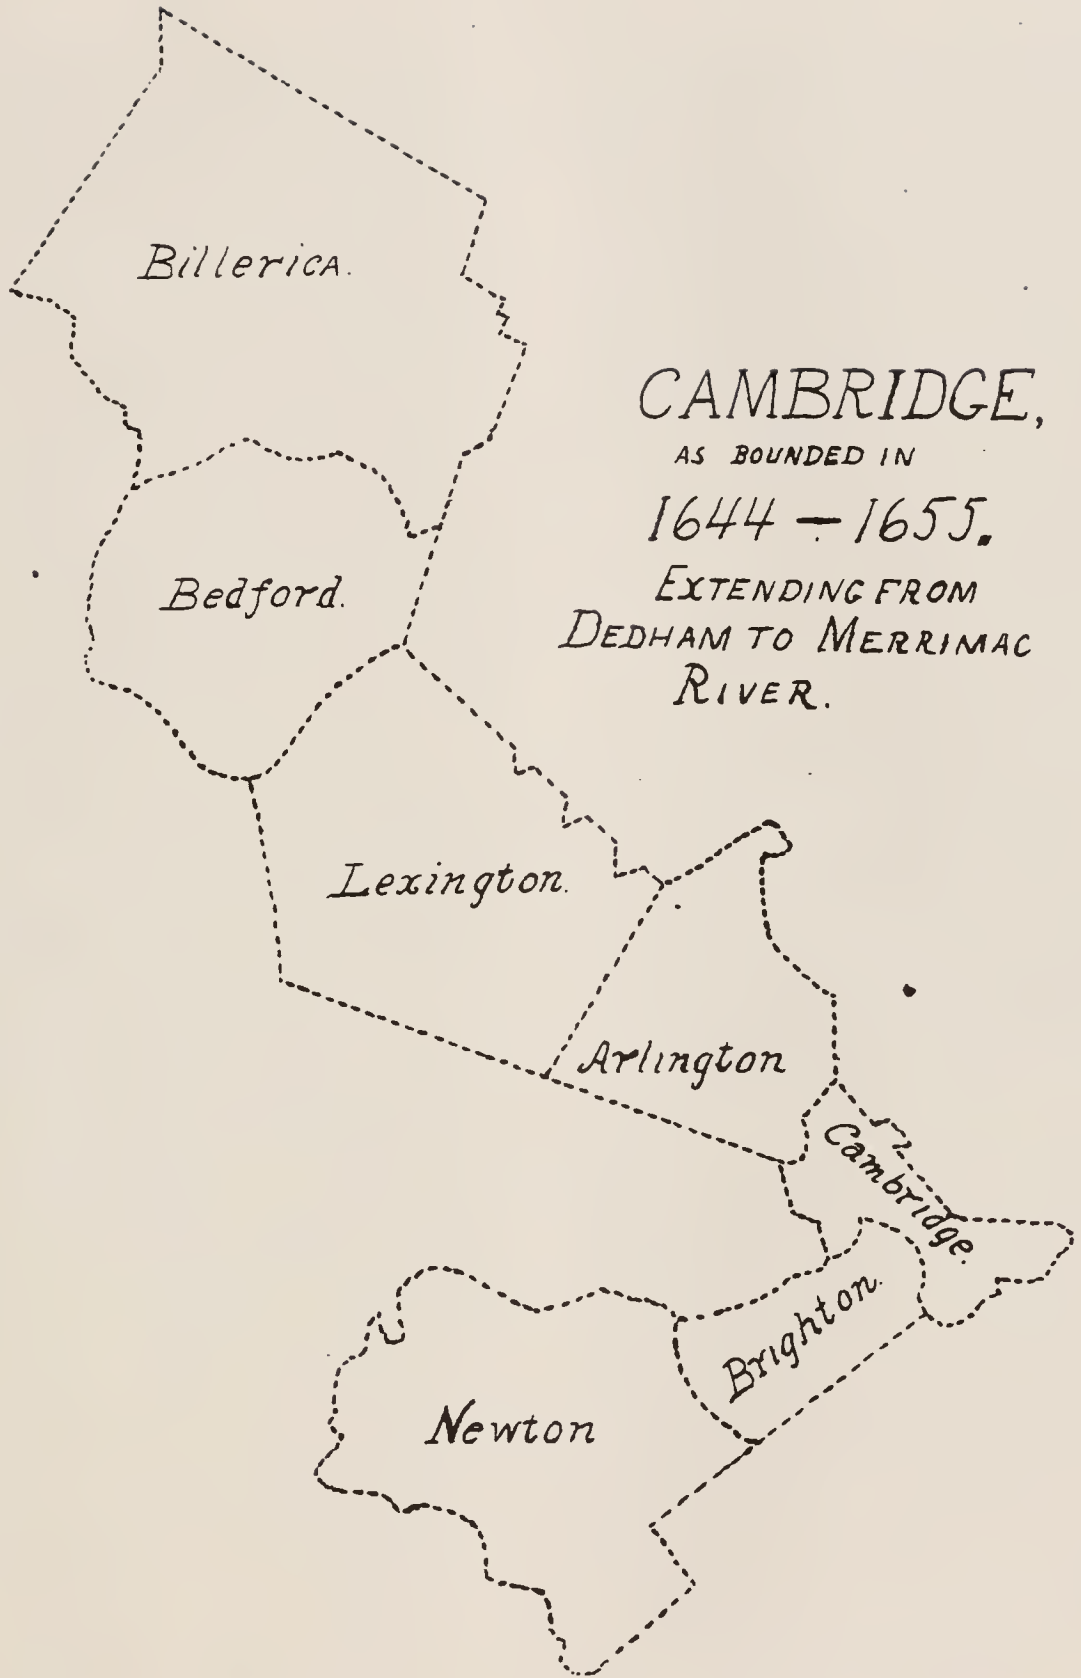 Billerica.
CAMBRIDGE,
AS BOUNDED IN
1644 — 1655.
EXTENDING FROM
DEDHAM TO MERRIMAC
RIVER.
Bedford.
Lexington.
Arlington
Cambridge.
Brighton.
Newton